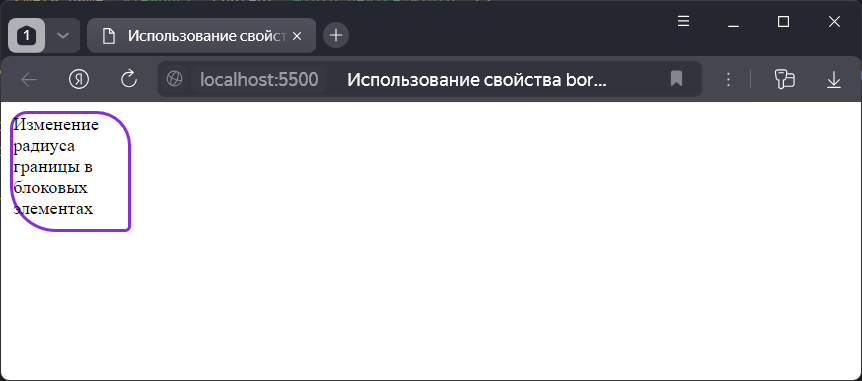 1
Использование свойст
Я
localhost:5500
Использование свойства bor...
Изменение
радиуса
границы в
блоковых
элементах